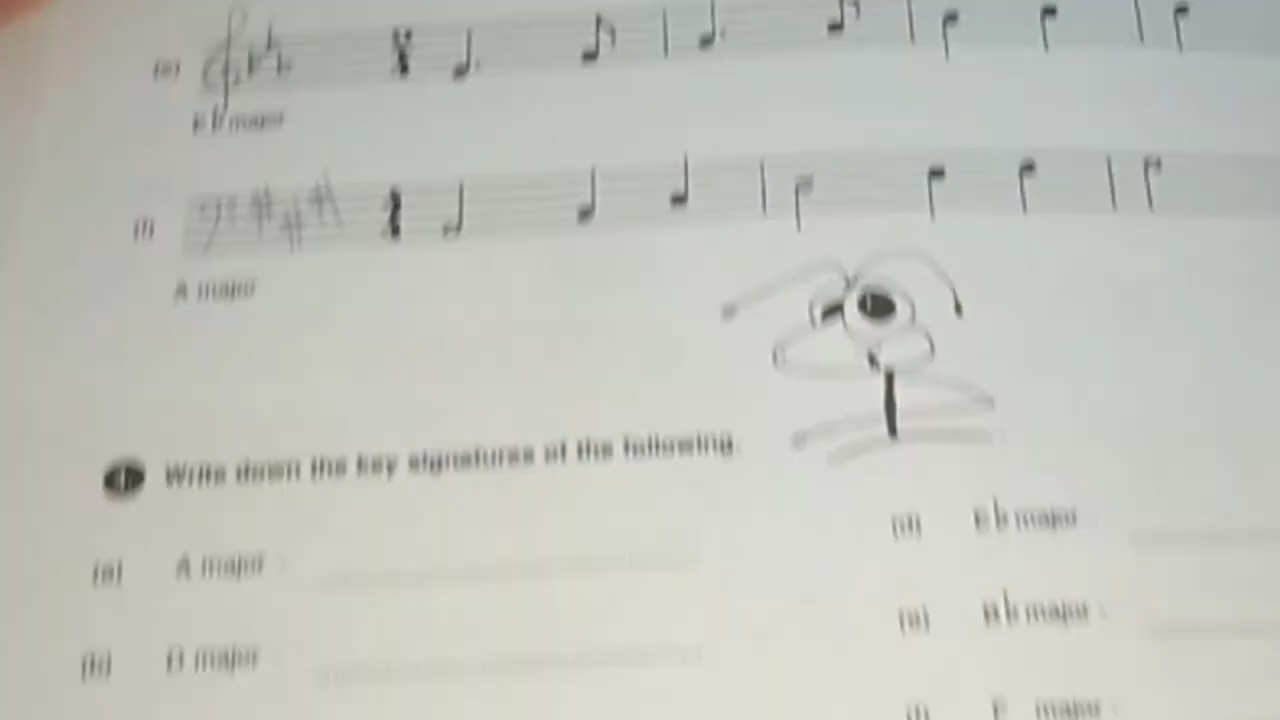 (e)
E♭ major
(f)
A major
Write down the key signatures of the following.
(a) A major :
(d) E♭ major :
(b) D major :
(e) B♭ major :
(f) F major :